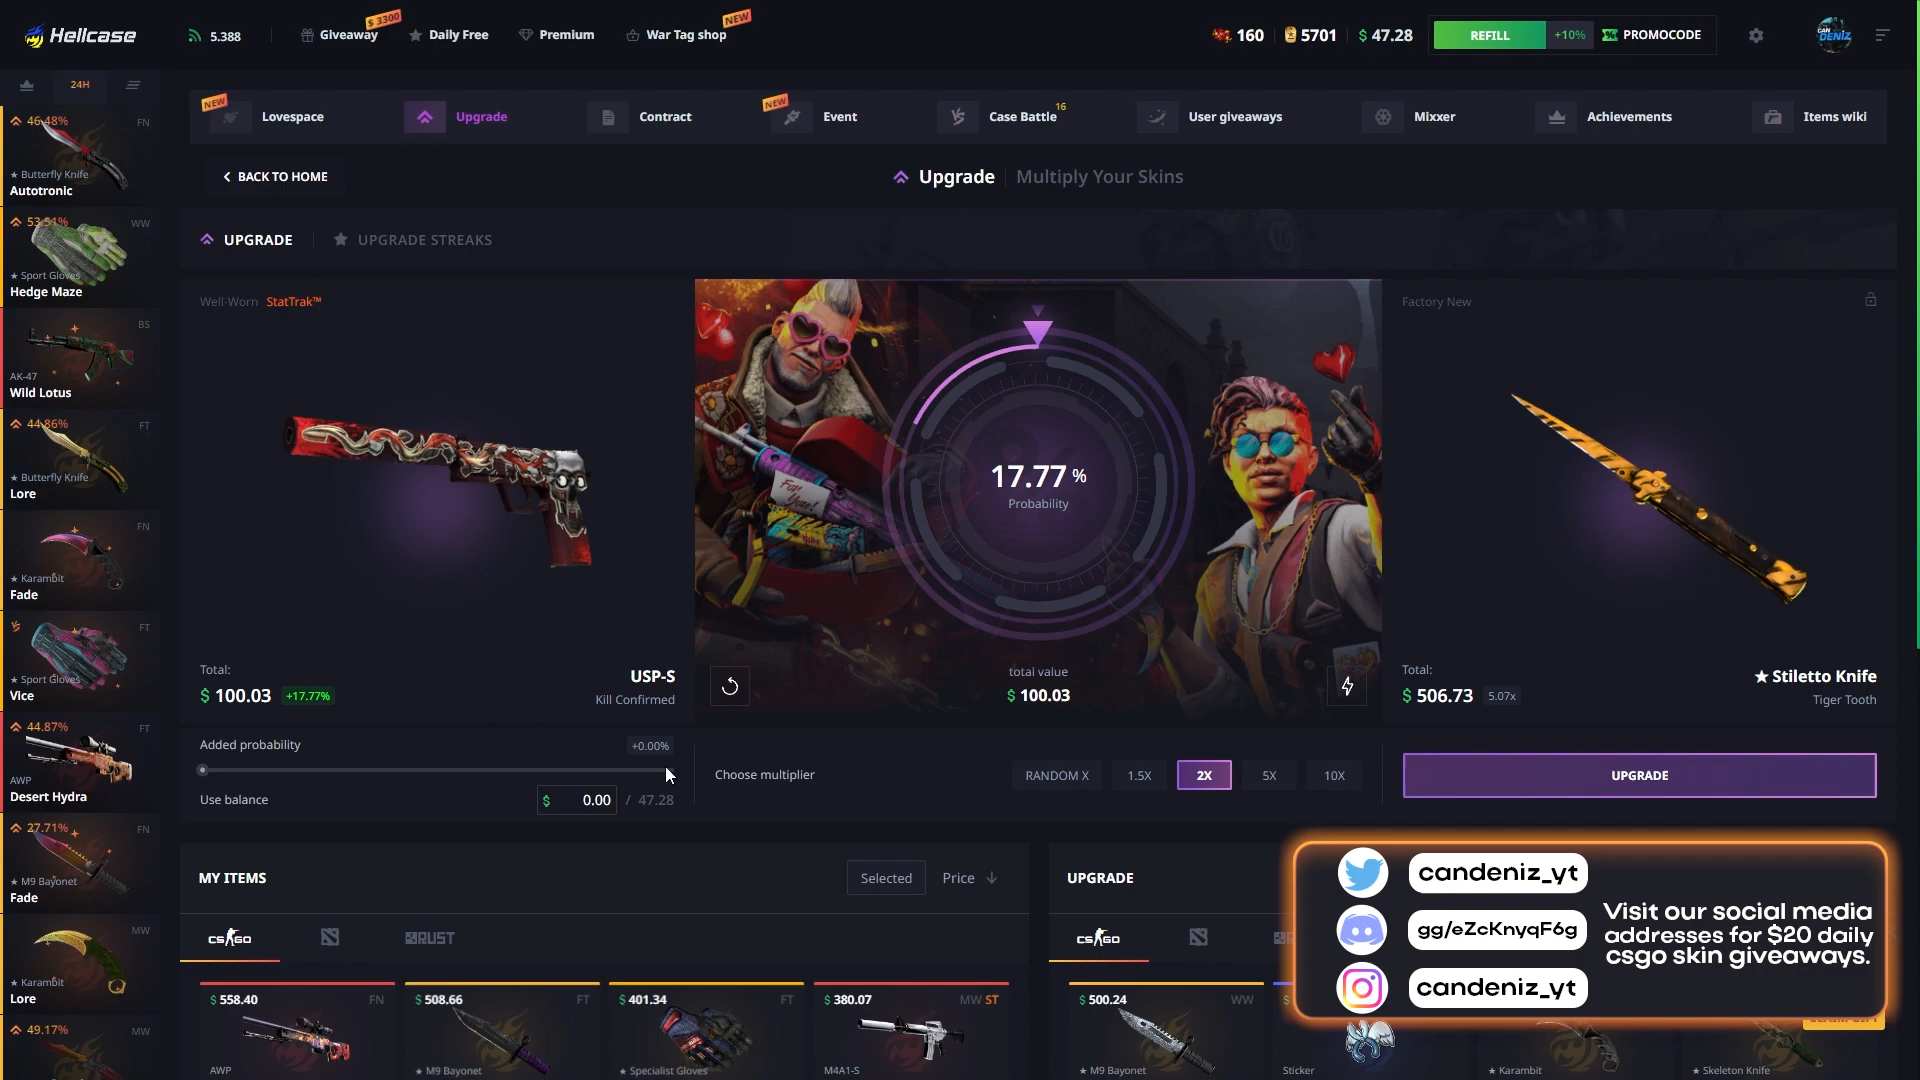 Hellcase
5.388
Giveaway
$ 3300
Daily Free
Premium
War Tag shop
NEW
160
5701
$ 47.28
REFILL
+10%
PROMOCODE
CAN DENIZ
24H
NEW
Lovespace
Upgrade
Contract
NEW
Event
Case Battle
16
User giveaways
Mixxer
Achievements
Items wiki
BACK TO HOME
Upgrade
Multiply Your Skins
UPGRADE
UPGRADE STREAKS
46.48%
FN
★ Butterfly Knife
Autotronic
53.51%
WW
★ Sport Gloves
Hedge Maze
BS
AK-47
Wild Lotus
44.86%
FT
★ Butterfly Knife
Lore
FN
★ Karambit
Fade
FT
★ Sport Gloves
Vice
44.87%
FT
AWP
Desert Hydra
27.71%
FN
★ M9 Bayonet
Fade
MW
★ Karambit
Lore
49.17%
MW
Well-Worn StatTrak™
Total:
$ 100.03
+17.77%
USP-S
Kill Confirmed
17.77 %
Probability
total value
$ 100.03
Factory New
Total:
$ 506.73
5.07x
★ Stiletto Knife
Tiger Tooth
Added probability
+0.00%
Use balance
$ 0.00 / 47.28
Choose multiplier
RANDOM X
1.5X
2X
5X
10X
UPGRADE
MY ITEMS
Selected
Price
CS GO
RUST
$ 558.40
FN
AWP
$ 508.66
FT
★ M9 Bayonet
$ 401.34
FT
★ Specialist Gloves
$ 380.07
MW ST
M4A1-S
UPGRADE
CS GO
$ 500.24
WW
★ M9 Bayonet
Sticker
★ Karambit
★ Skeleton Knife
candeniz_yt
gg/eZcKnyqF6g
candeniz_yt
Visit our social media
addresses for $20 daily
csgo skin giveaways.